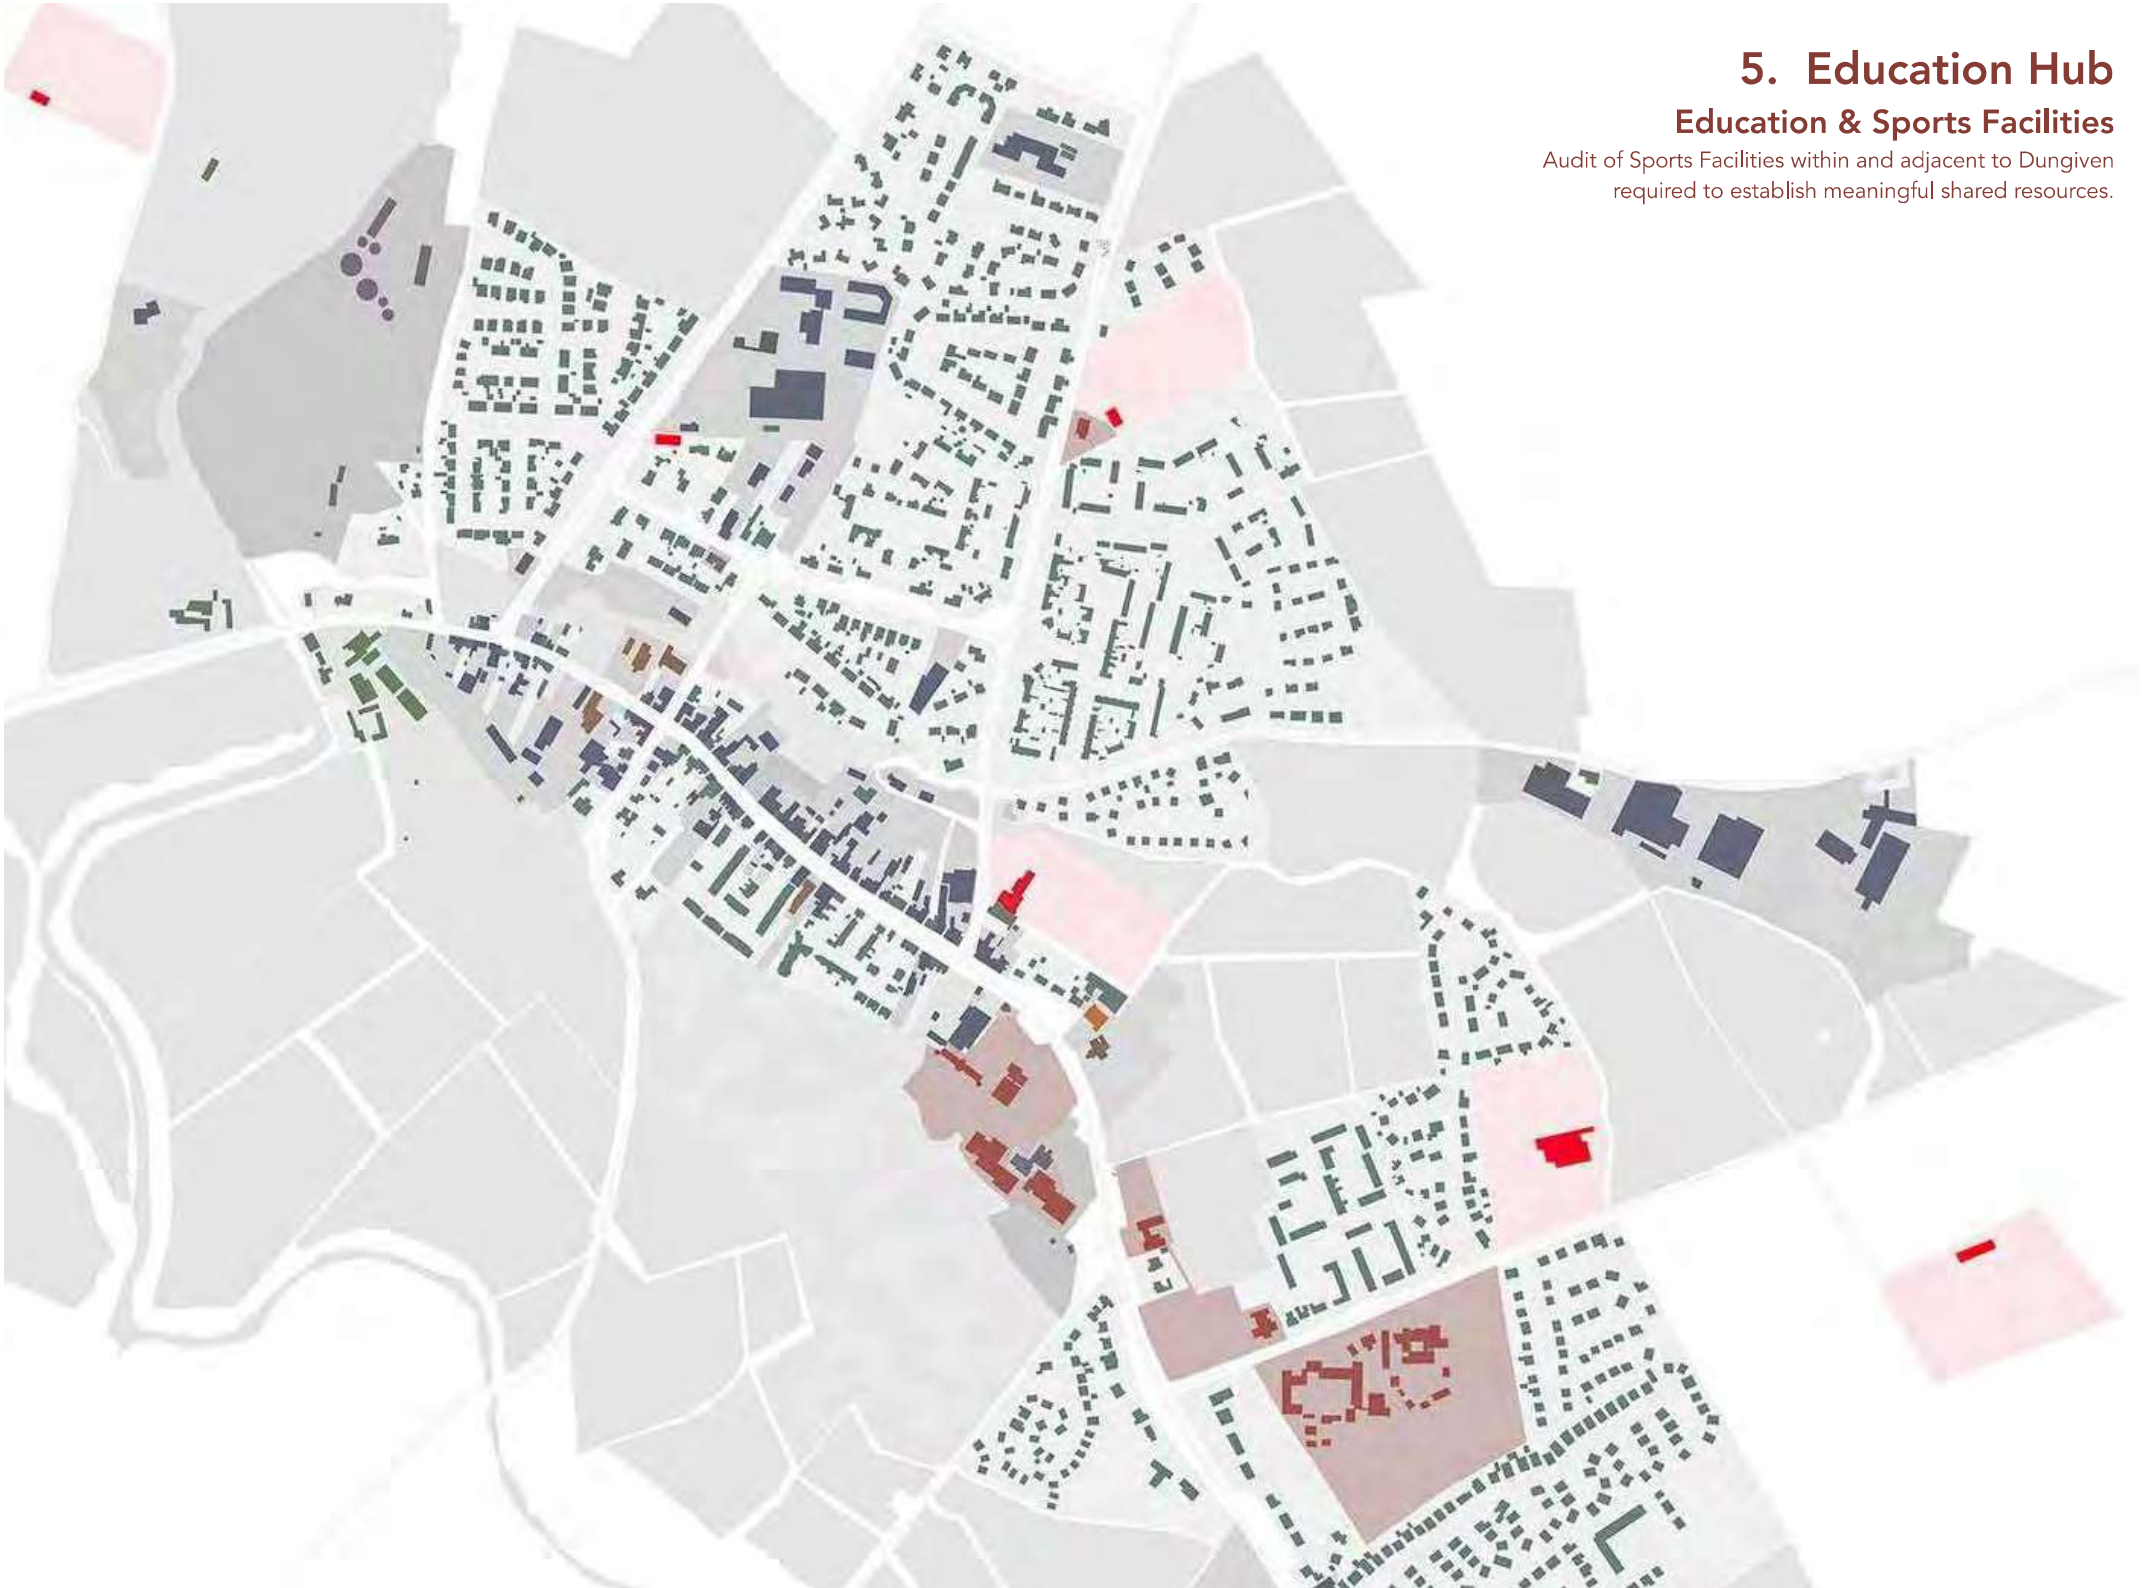 5. Education Hub
Education & Sports Facilities
Audit of Sports Facilities within and adjacent to Dungiven
required to establish meaningful shared resources.